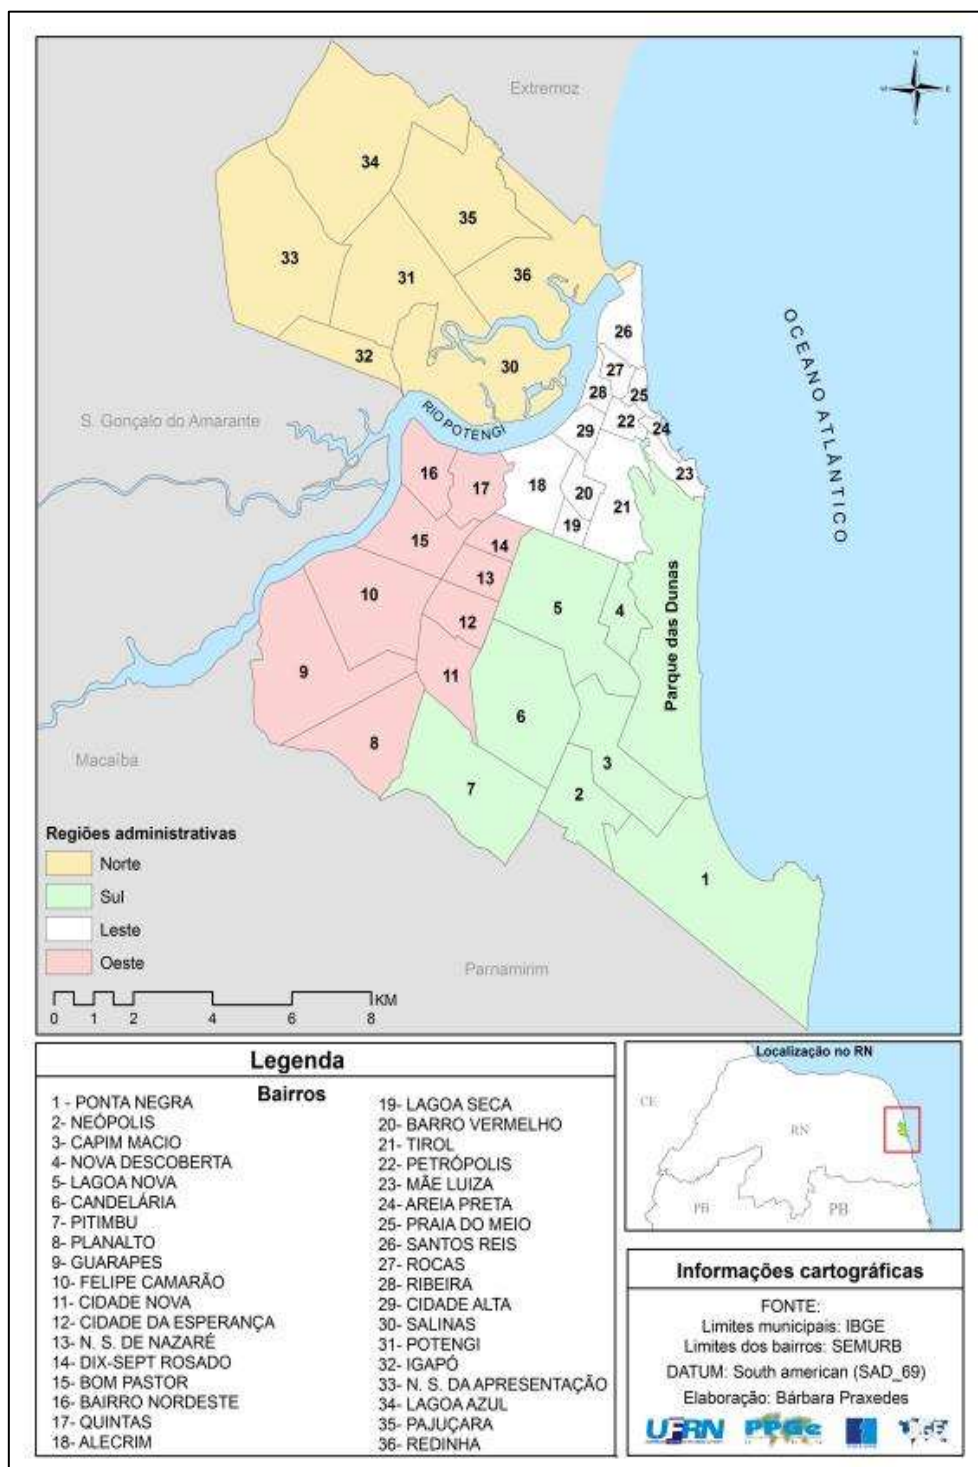 N
W
E
S
Extremoz
34
35
33
31
36
26
32
30
27
28
25
OCEANO ATLÂNTICO
S. Gonçalo do Amarante
RIO POTENGI
29
22
24
16
17
18
20
21
23
19
15
14
13
10
12
5
4
Parque das Dunas
9
11
6
8
3
Macaíba
7
2
1
Regiões administrativas
Norte
Sul
Leste
Oeste
Parnamirim
KM
0 1 2 4 6 8
Legenda
Bairros
1 - PONTA NEGRA
2- NEÓPOLIS
3- CAPIM MACIO
4- NOVA DESCOBERTA
5- LAGOA NOVA
6- CANDELÁRIA
7- PITIMBU
8- PLANALTO
9- GUARAPES
10- FELIPE CAMARÃO
11- CIDADE NOVA
12- CIDADE DA ESPERANÇA
13- N. S. DE NAZARÉ
14- DIX-SEPT ROSADO
15- BOM PASTOR
16- BAIRRO NORDESTE
17- QUINTAS
18- ALECRIM
19- LAGOA SECA
20- BARRO VERMELHO
21- TIROL
22- PETRÓPOLIS
23- MÃE LUIZA
24- AREIA PRETA
25- PRAIA DO MEIO
26- SANTOS REIS
27- ROCAS
28- RIBEIRA
29- CIDADE ALTA
30- SALINAS
31- POTENGI
32- IGAPÓ
33- N. S. DA APRESENTAÇÃO
34- LAGOA AZUL
35- PAJUÇARA
36- REDINHA
Localização no RN
CE
RN
PB
PB
Informações cartográficas
FONTE:
Limites municipais: IBGE
Limites dos bairros: SEMURB
DATUM: South american (SAD_69)
Elaboração: Bárbara Praxedes
UFRN
PPGe